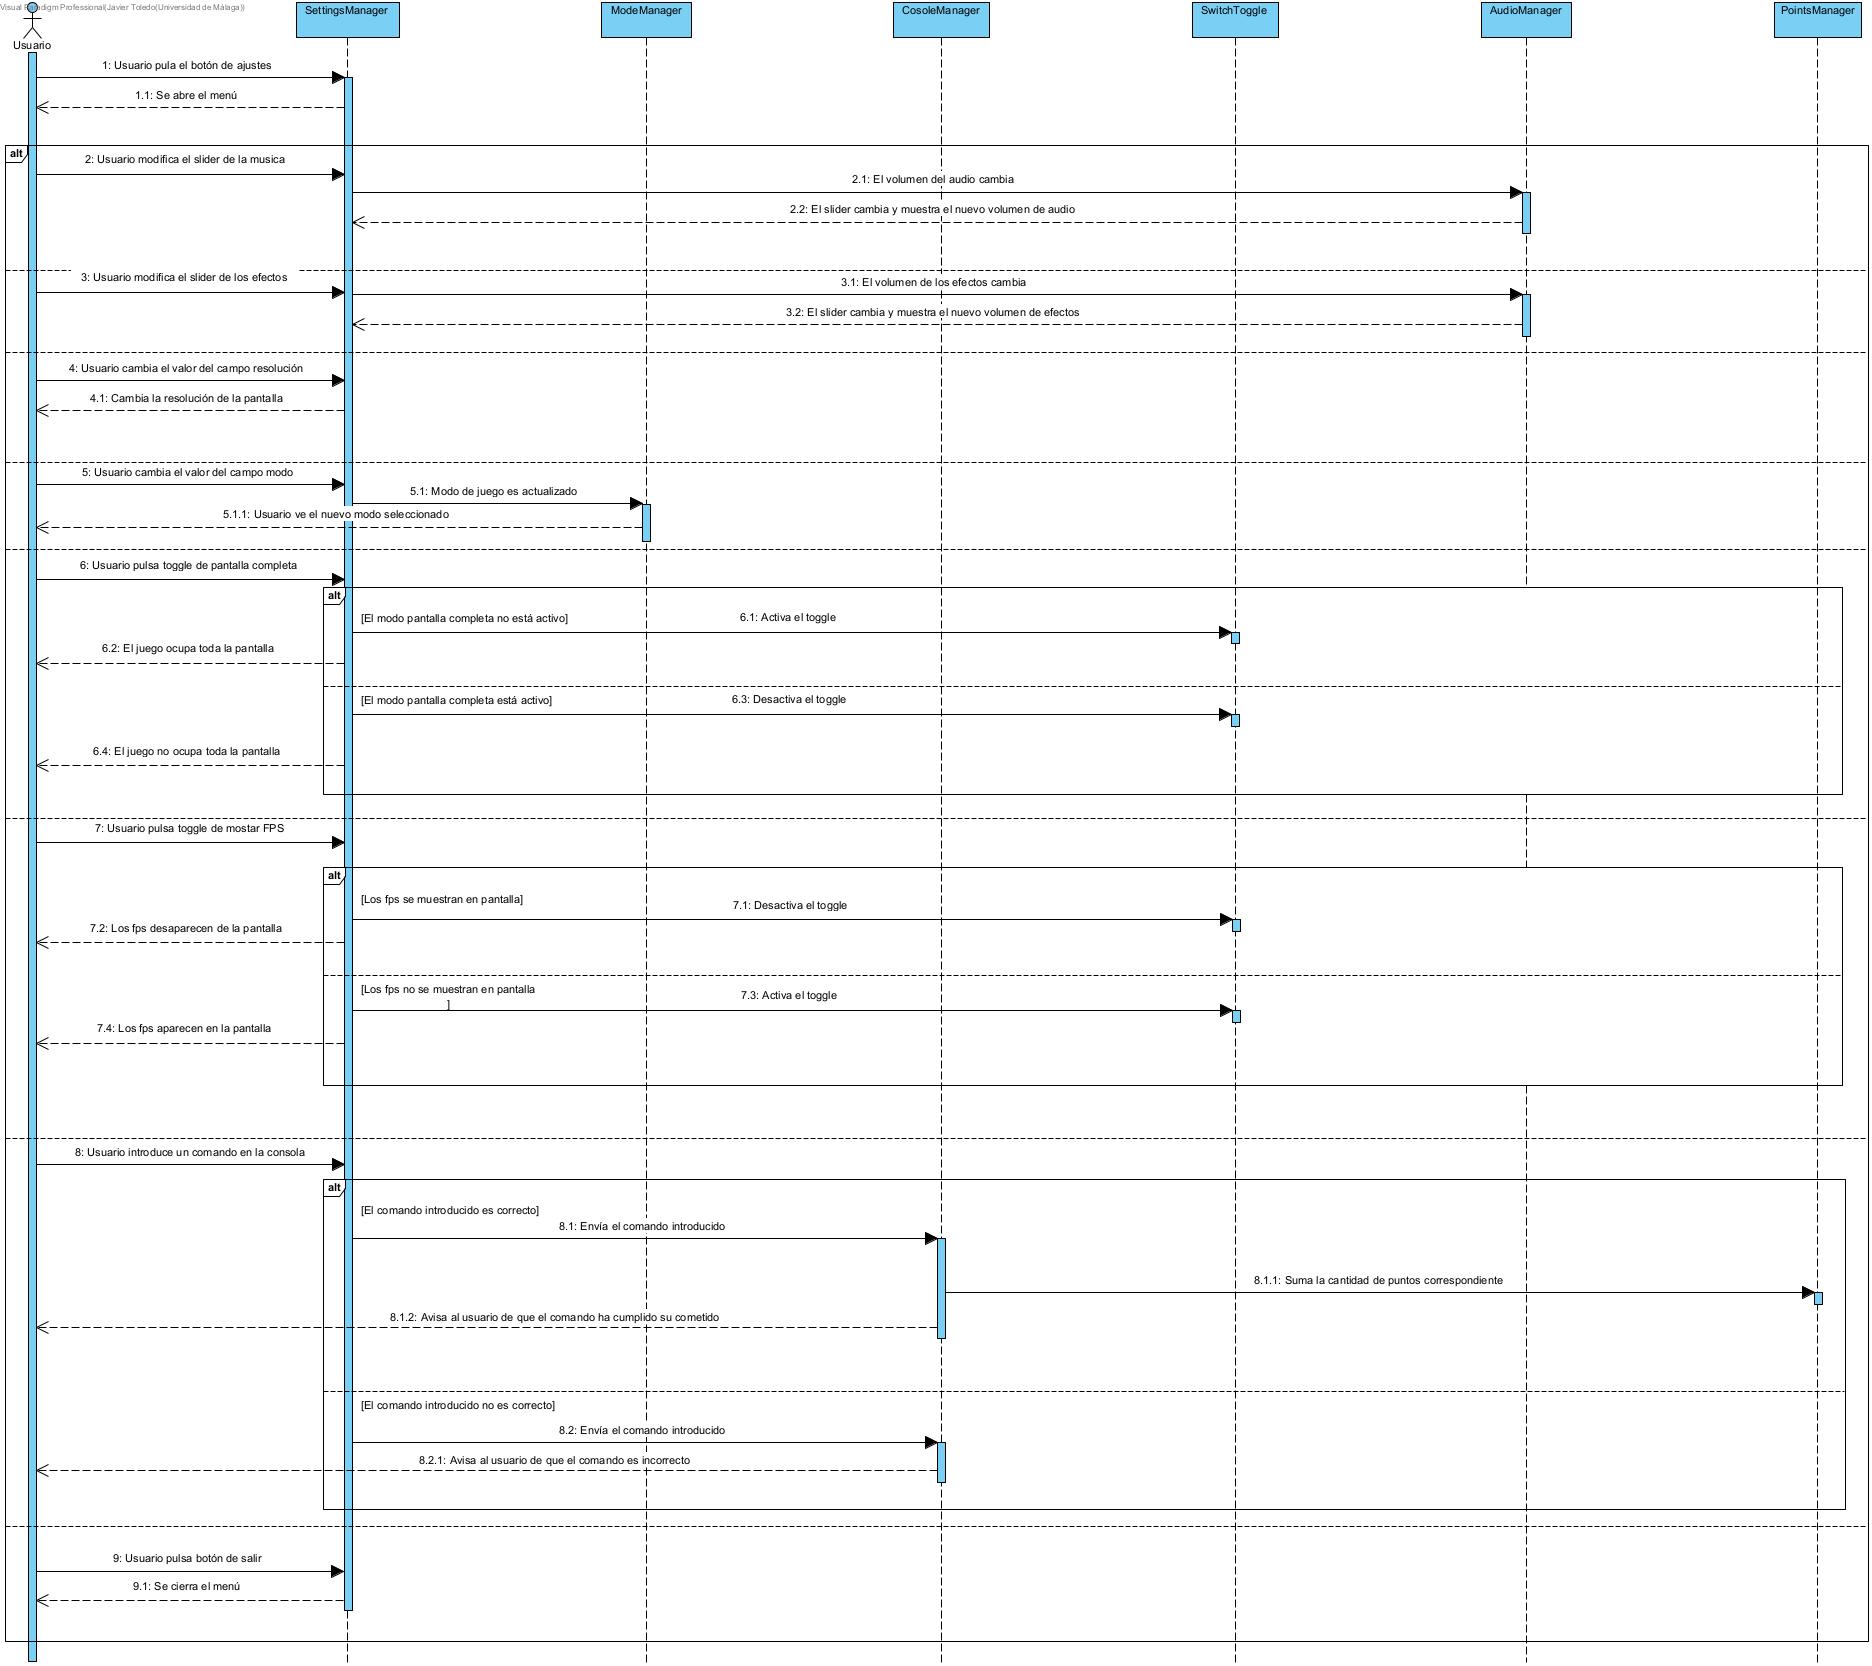 Visual Paradigm Professional(Javier Toledo(Universidad de Málaga))
SettingsManager
ModeManager
CosoleManager
SwitchToggle
AudioManager
PointsManager
Usuario
1: Usuario pula el botón de ajustes
1.1: Se abre el menú
alt
2: Usuario modifica el slider de la musica
2.1: El volumen del audio cambia
2.2: El slider cambia y muestra el nuevo volumen de audio
3: Usuario modifica el slider de los efectos
3.1: El volumen de los efectos cambia
3.2: El slider cambia y muestra el nuevo volumen de efectos
4: Usuario cambia el valor del campo resolución
4.1: Cambia la resolución de la pantalla
5: Usuario cambia el valor del campo modo
5.1: Modo de juego es actualizado
5.1.1: Usuario ve el nuevo modo seleccionado
6: Usuario pulsa toggle de pantalla completa
alt
[El modo pantalla completa no está activo]
6.1: Activa el toggle
6.2: El juego ocupa toda la pantalla
[El modo pantalla completa está activo]
6.3: Desactiva el toggle
6.4: El juego no ocupa toda la pantalla
7: Usuario pulsa toggle de mostar FPS
alt
[Los fps se muestran en pantalla]
7.1: Desactiva el toggle
7.2: Los fps desaparecen de la pantalla
[Los fps no se muestran en pantalla
]
7.3: Activa el toggle
7.4: Los fps aparecen en la pantalla
8: Usuario introduce un comando en la consola
alt
[El comando introducido es correcto]
8.1: Envía el comando introducido
8.1.1: Suma la cantidad de puntos correspondiente
8.1.2: Avisa al usuario de que el comando ha cumplido su cometido
[El comando introducido no es correcto]
8.2: Envía el comando introducido
8.2.1: Avisa al usuario de que el comando es incorrecto
9: Usuario pulsa botón de salir
9.1: Se cierra el menú